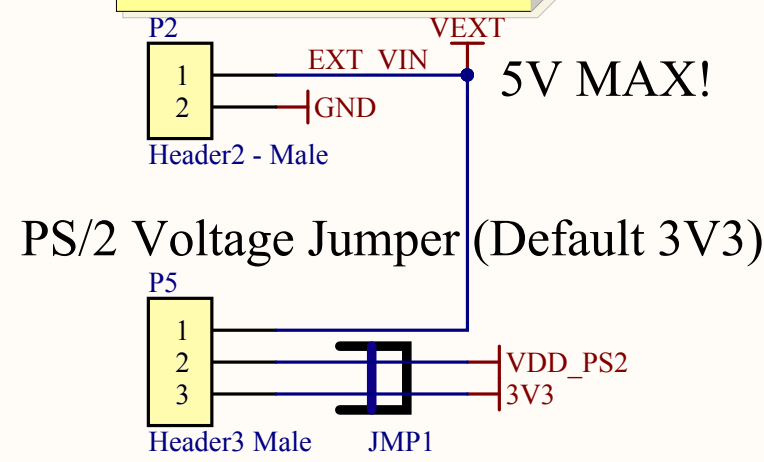 P2
VEXT
EXT_VIN
1
5V MAX!
2
GND
Header2 - Male
PS/2 Voltage Jumper (Default 3V3)
P5
1
2
VDD_PS2
3
3V3
Header3 Male
JMP1